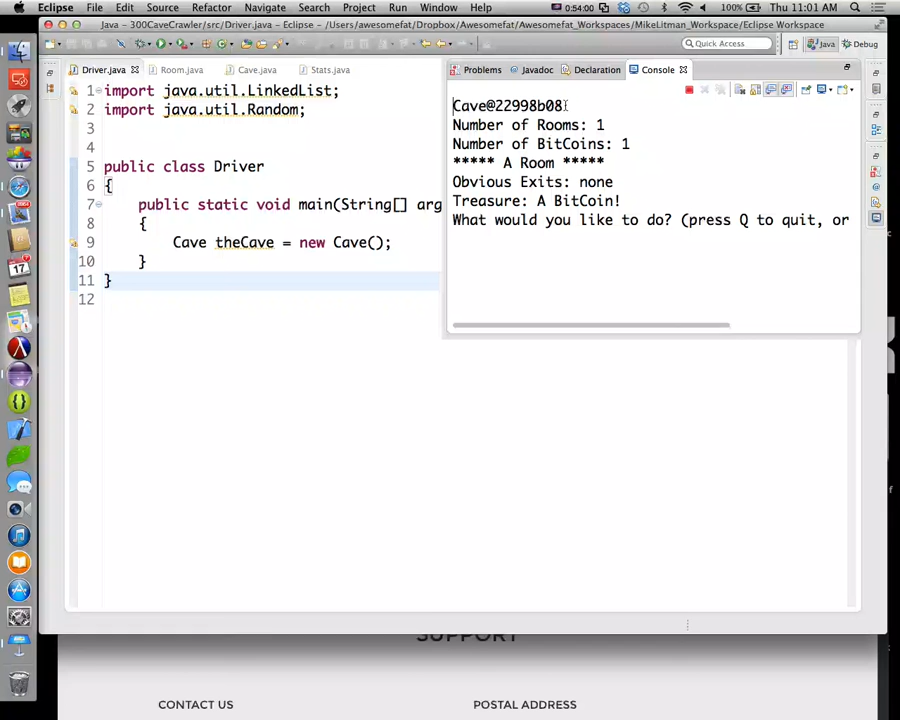 Eclipse File Edit Source Refactor Navigate Search Project Run Window Help 0:54:00 100% Thu 11:01 AM
Java - 300CaveCrawler/src/Driver.java - Eclipse - /Users/awesomefat/Dropbox/Awesomefat_Workspaces/MikeLitman_Workspace/Eclipse Workspace
Quick Access Java Debug
Driver.java Room.java Cave.java Stats.java
Problems Javadoc Declaration Console
1 import java.util.LinkedList;
2 import java.util.Random;
3
4
5 public class Driver
6 {
7 public static void main(String[] arg
8 {
9 Cave theCave = new Cave();
10 }
11 }
12
Cave@22998b08
Number of Rooms: 1
Number of BitCoins: 1
***** A Room *****
Obvious Exits: none
Treasure: A BitCoin!
What would you like to do? (press Q to quit, or
17
SUPPORT
CONTACT US
POSTAL ADDRESS